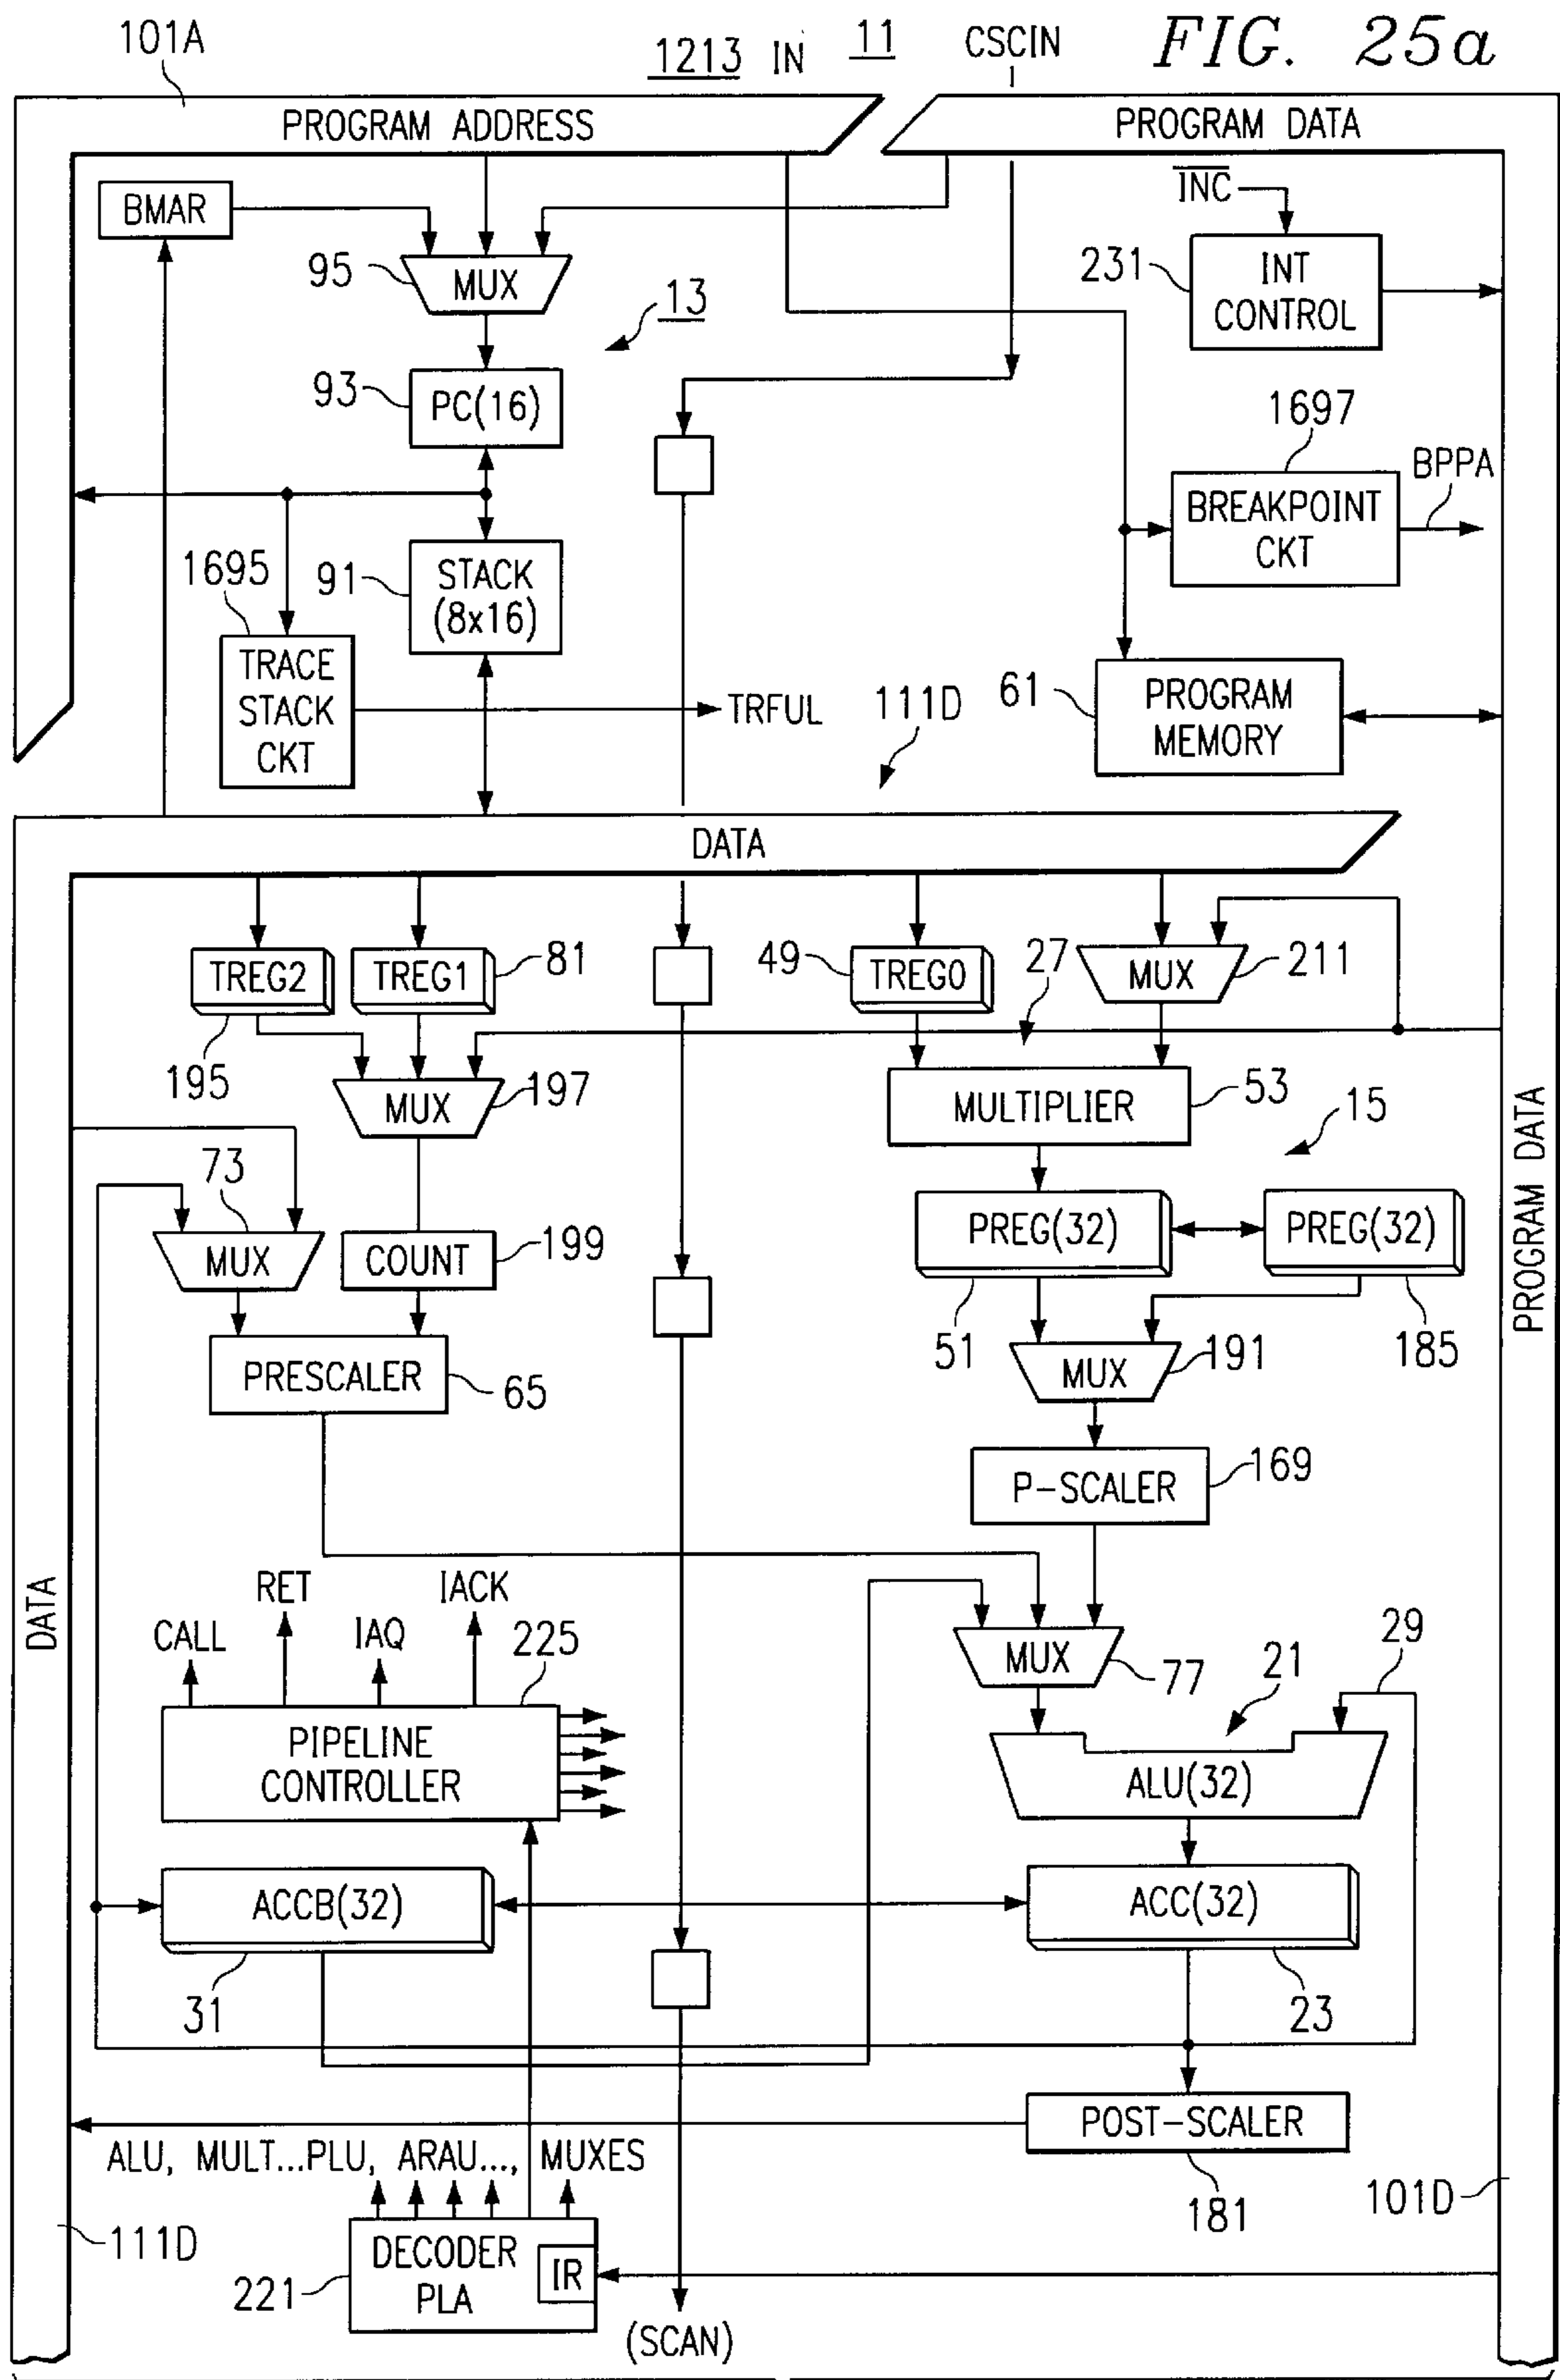 FIG. 25a
101A
1213 IN
11
CSCIN
PROGRAM ADDRESS
PROGRAM DATA
BMAR
INC
95
MUX
13
231
INT
CONTROL
93
PC(16)
1697
BPPA
BREAKPOINT
CKT
1695
91
STACK
(8x16)
TRACE
STACK
CKT
TRFUL
111D
61
PROGRAM
MEMORY
DATA
TREG2
TREG1
81
49
TREG0
27
MUX
211
195
MUX
197
MULTIPLIER
53
15
PROGRAM DATA
73
MUX
COUNT
199
PREG(32)
PREG(32)
51
185
MUX
191
PRESCALER
65
P-SCALER
169
DATA
RET
IACK
CALL
IAQ
225
MUX
77
21
29
PIPELINE
CONTROLLER
ALU(32)
ACCB(32)
ACC(32)
31
23
POST-SCALER
181
101D
ALU, MULT...PLU, ARAU..., MUXES
111D
221
DECODER
PLA
IR
(SCAN)